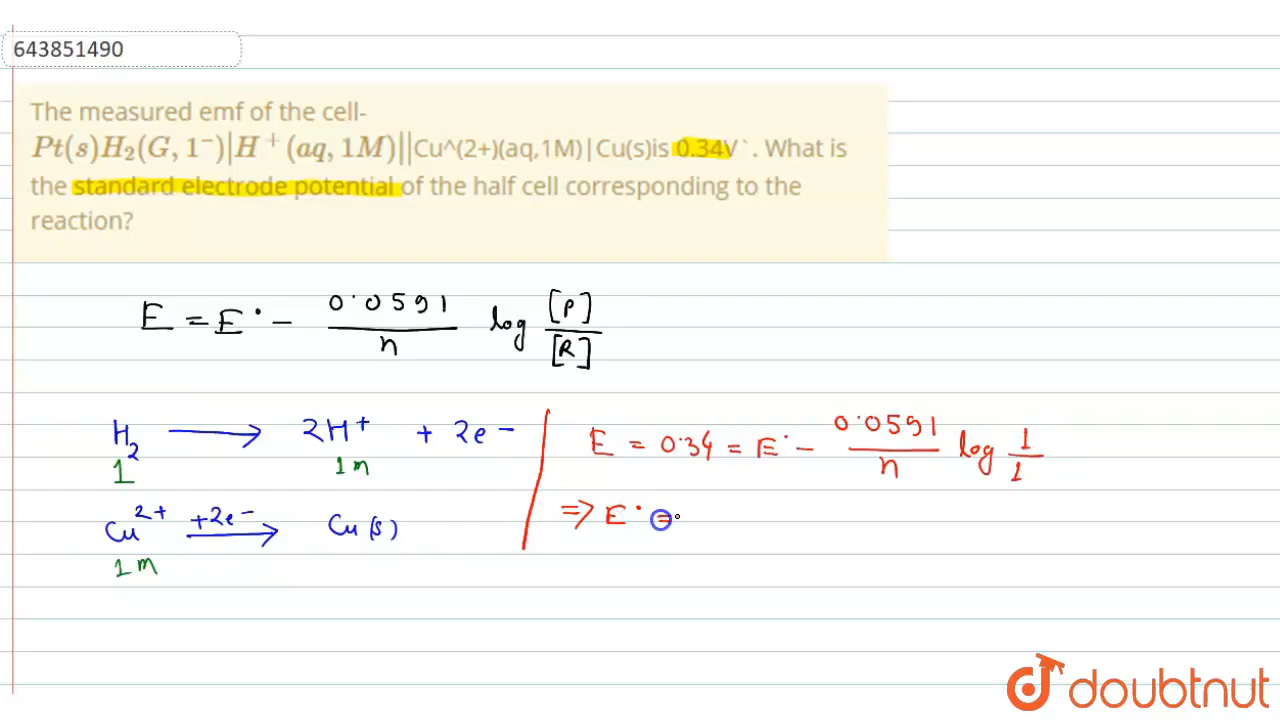 643851490
The measured emf of the cell-
Pt(s)H₂(G, 1⁻)|H⁺(aq, 1M)||Cu^(2+)(aq,1M)|Cu(s)is 0.34V`. What is
the standard electrode potential of the half cell corresponding to the
reaction?
E = E° - 0.0591/n log [P]/[R]
H₂ ⟶ 2H⁺ + 2e⁻
1 1m
Cu²⁺ +2e⁻⟶ Cu(s)
1m
E = 0.34 = E° - 0.0591/n log 1/1
⇒ E° =
doubtnut